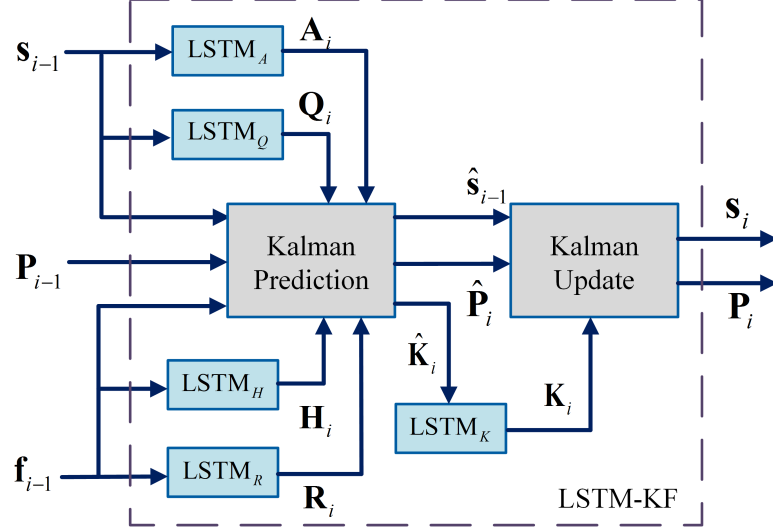 s_{i-1}
LSTM_A
A_i
LSTM_Q
Q_i
P_{i-1}
Kalman
Prediction
ŝ_{i-1}
P̂_i
Kalman
Update
s_i
P_i
K̂_i
LSTM_H
H_i
LSTM_K
K_i
f_{i-1}
LSTM_R
R_i
LSTM-KF